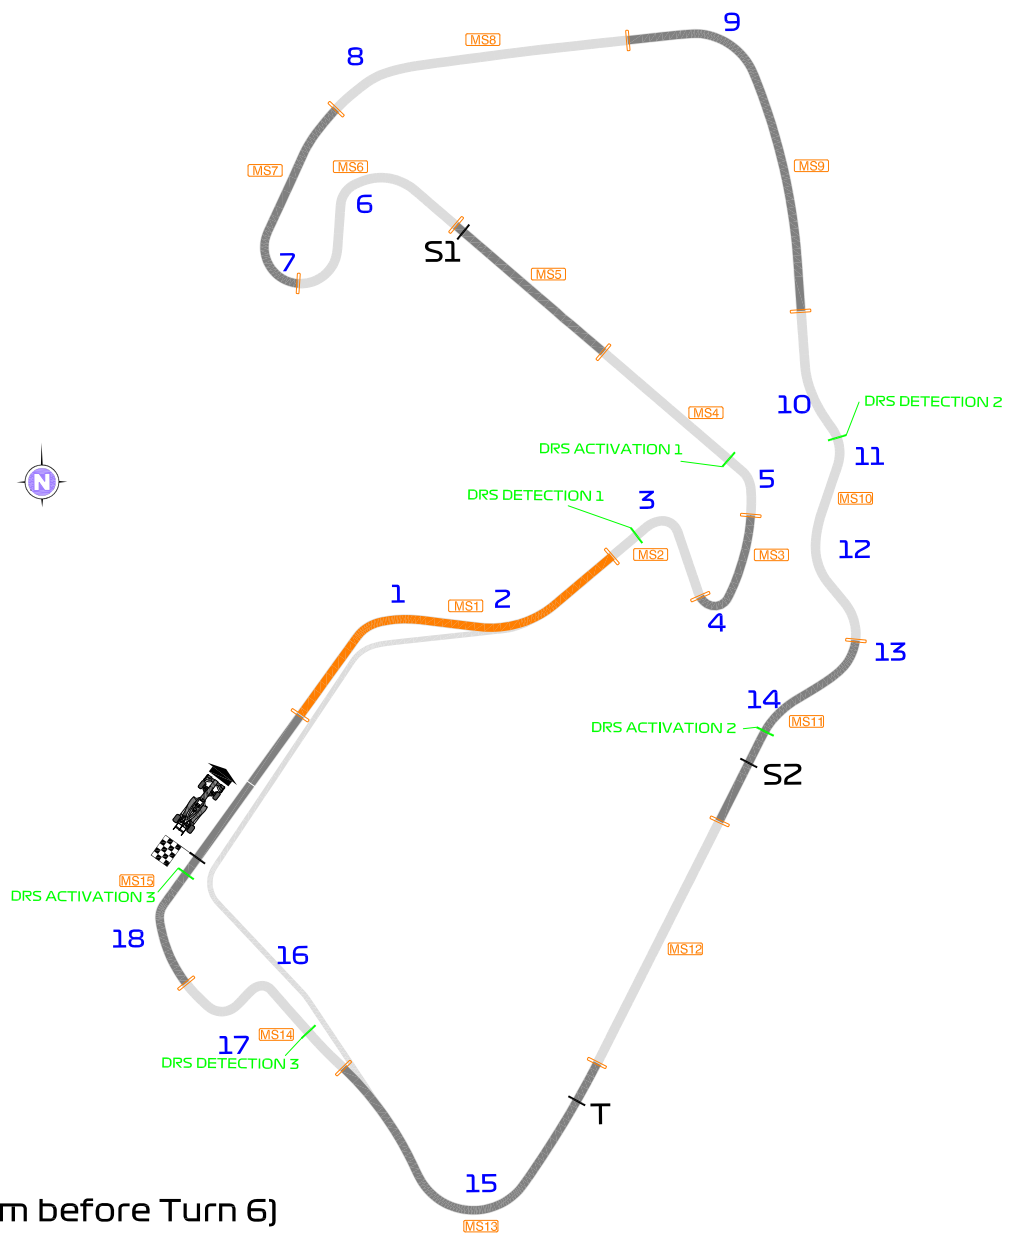 9
MS8
8
MS9
MS7
MS6
6
S1
7
MS5
10
DRS DETECTION 2
MS4
DRS ACTIVATION 1
11
5
N
DRS DETECTION 1
3
MS10
12
MS2
MS3
1
MS1
2
4
13
14
MS11
DRS ACTIVATION 2
S2
MS15
DRS ACTIVATION 3
18
16
MS12
MS14
17
DRS DETECTION 3
T
15
m before Turn 6)
MS13